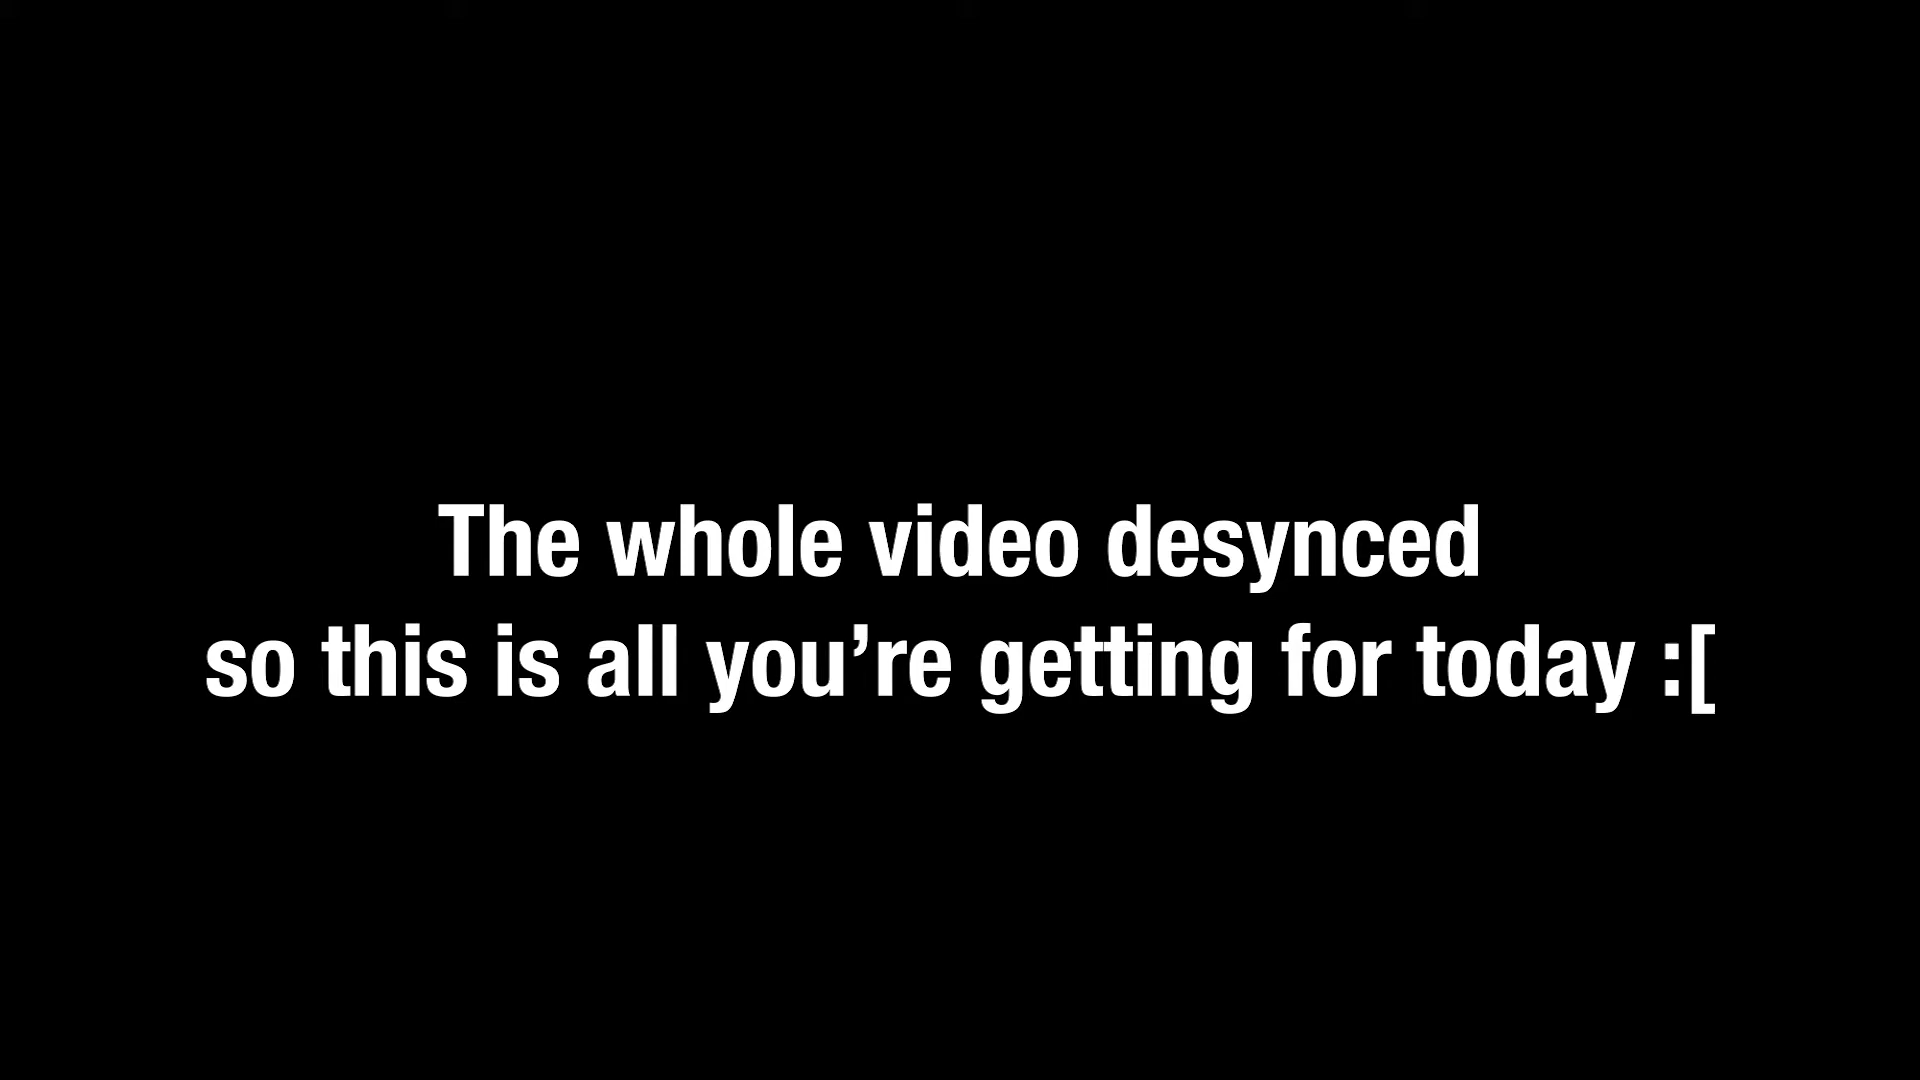 The whole video desynced
so this is all you’re getting for today :[